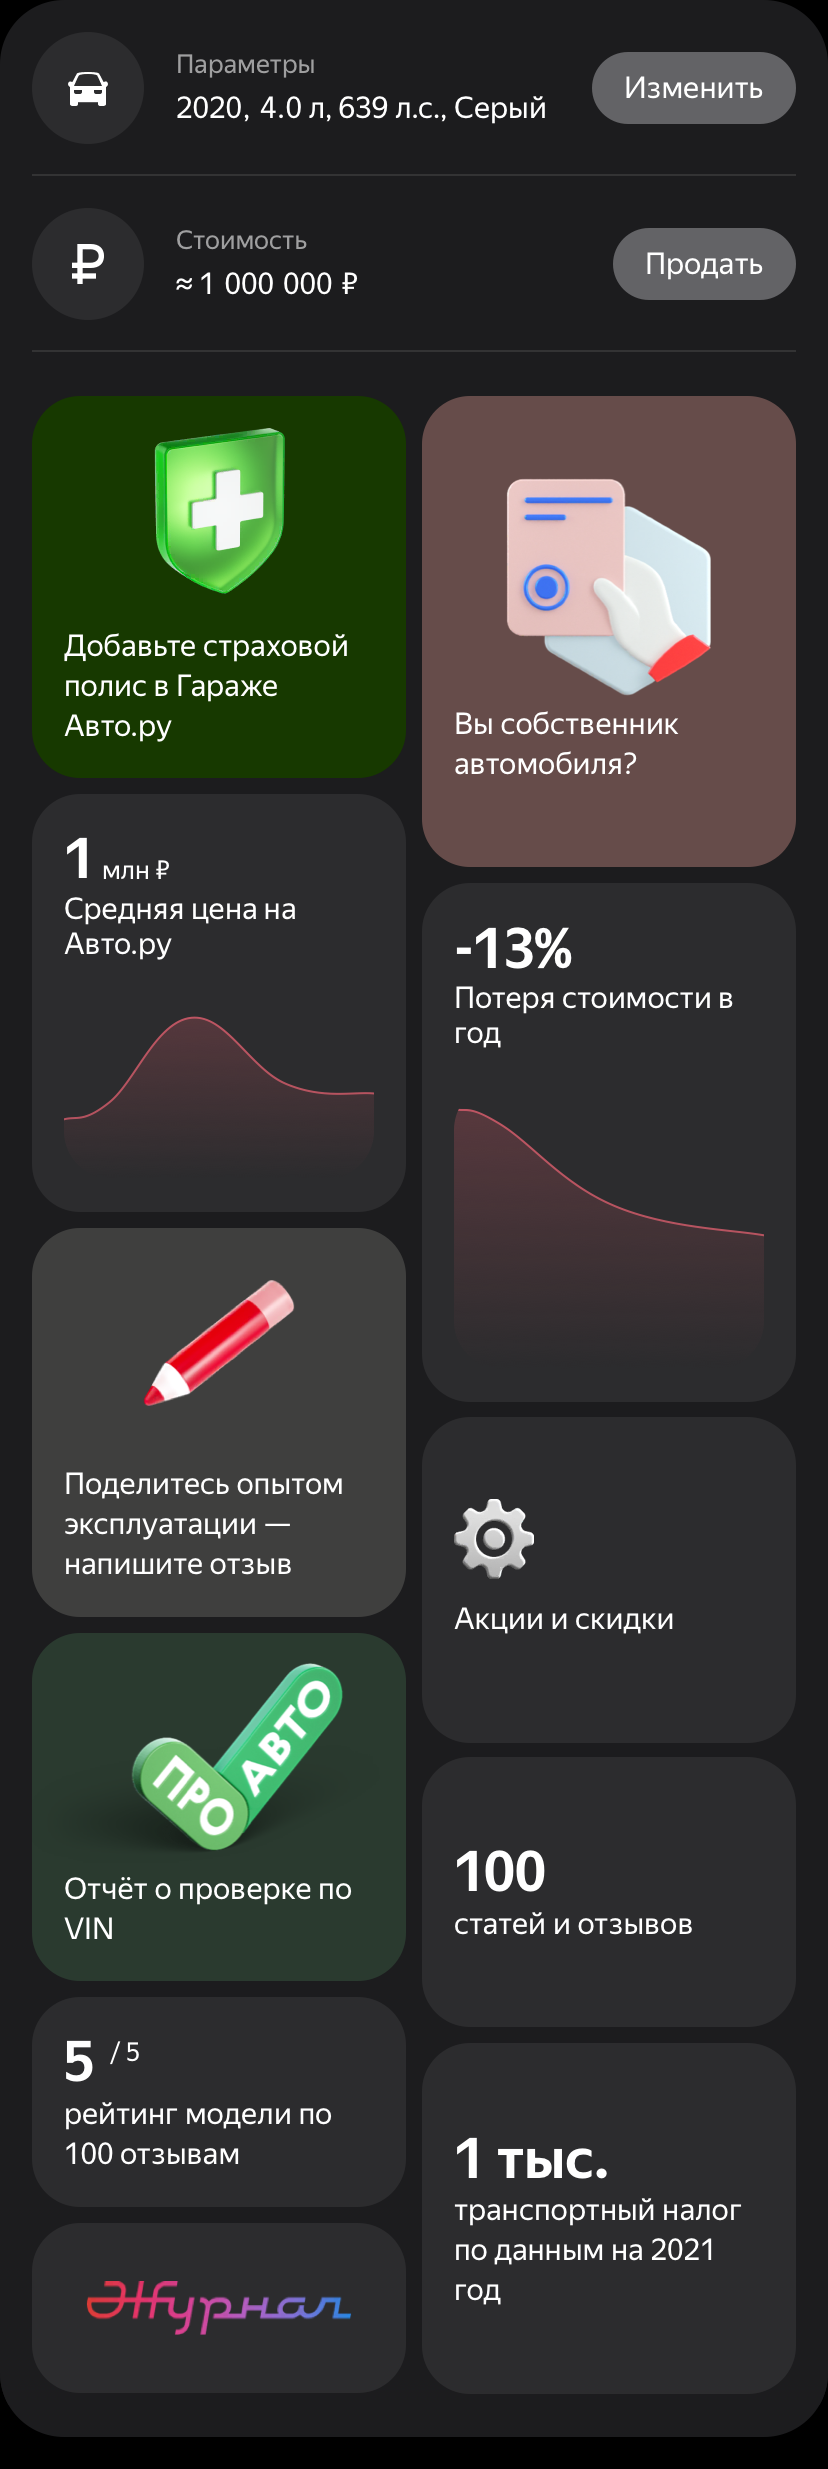 Параметры
2020, 4.0 л, 639 л.с., Серый
Изменить
₽
Стоимость
≈ 1 000 000 ₽
Продать
Добавьте страховой
полис в Гараже
Авто.ру
Вы собственник
автомобиля?
1 млн ₽
Средняя цена на
Авто.ру
-13%
Потеря стоимости в
год
Поделитесь опытом
эксплуатации —
напишите отзыв
Акции и скидки
ПРО
АВТО
Отчёт о проверке по
VIN
100
статей и отзывов
5 / 5
рейтинг модели по
100 отзывам
1 тыс.
транспортный налог
по данным на 2021
год
Журнал